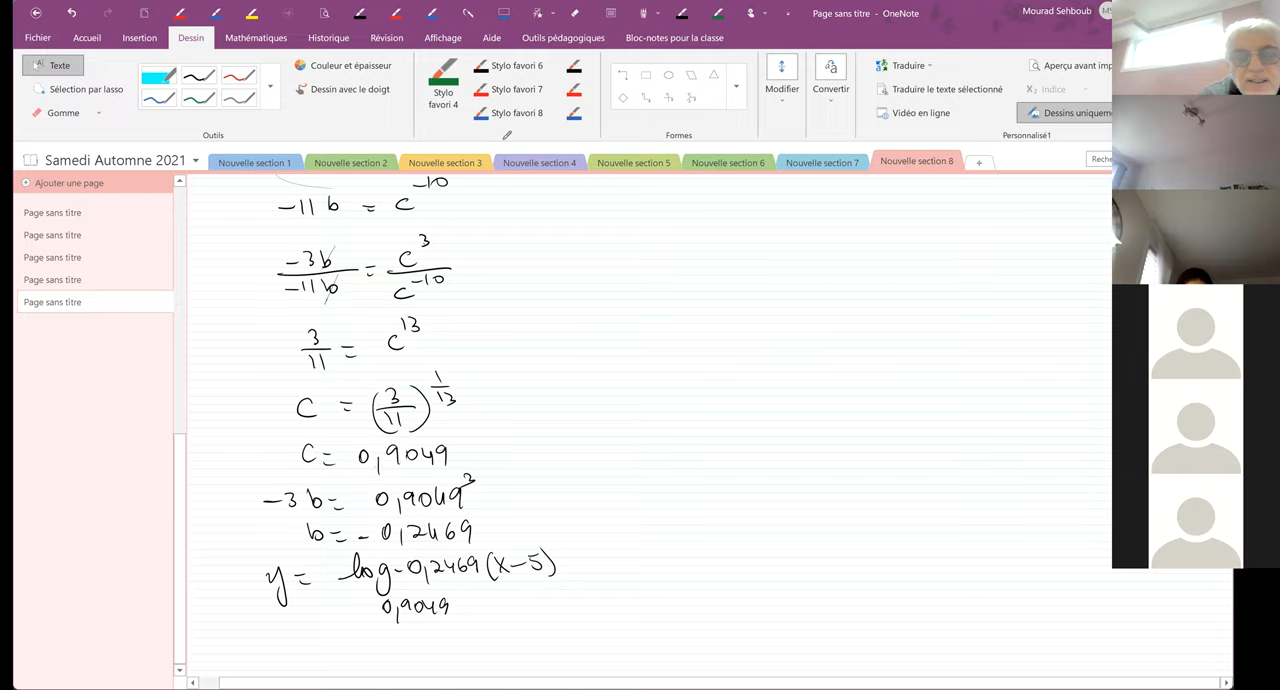 Page sans titre - OneNote
Mourad Sehboub
MS
Fichier Accueil Insertion Dessin Mathématiques Historique Révision Affichage Aide Outils pédagogiques Bloc-notes pour la classe
Texte
Sélection par lasso
Gomme
Outils
Couleur et épaisseur
Dessin avec le doigt
Stylo favori 4
Stylo favori 6
Stylo favori 7
Stylo favori 8
Formes
Modifier
Convertir
Traduire
Traduire le texte sélectionné
Vidéo en ligne
Aperçu avant imp
Indice
Dessins uniqueme
Personnalisé1
Samedi Automne 2021
Nouvelle section 1 Nouvelle section 2 Nouvelle section 3 Nouvelle section 4 Nouvelle section 5 Nouvelle section 6 Nouvelle section 7 Nouvelle section 8 +
Reche
Ajouter une page
Page sans titre
Page sans titre
Page sans titre
Page sans titre
Page sans titre
-11b = c^-10
-3b/-11b = c^3/c^-10
3/11 = c^13
C = (3/11)^1/13
C = 0,9049
-3b = 0,9049^3
b = -0,2469
y = log -0,2469(x-5)
0,9049